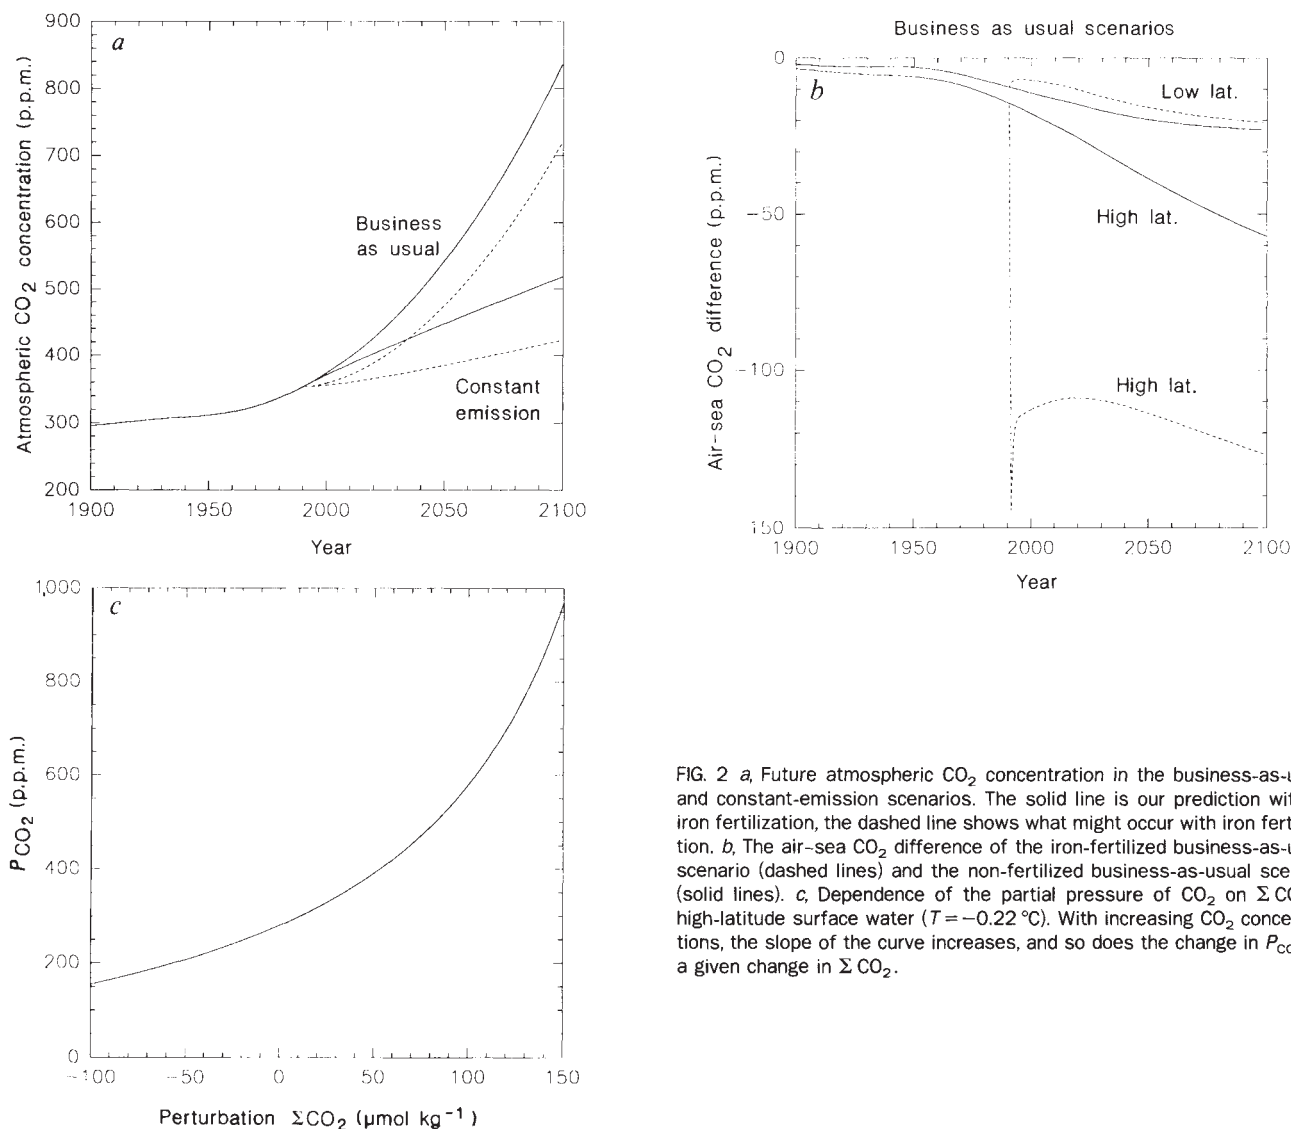 900
800
700
600
500
400
300
200
1900
1950
2000
2050
2100
Atmospheric CO2 concentration (p.p.m.)
Year
a
Business
as usual
Constant
emission
Business as usual scenarios
0
−50
−100
150
1900
1950
2000
2050
2100
Air-sea CO2 difference (p.p.m.)
Year
b
Low lat.
High lat.
High lat.
1,000
800
600
400
200
0
−100
−50
0
50
100
150
PCO2 (p.p.m.)
Perturbation ΣCO2 (μmol kg−1)
c
FIG. 2 a, Future atmospheric CO2 concentration in the business-as-u
and constant-emission scenarios. The solid line is our prediction wit
iron fertilization, the dashed line shows what might occur with iron ferti
tion. b, The air–sea CO2 difference of the iron-fertilized business-as-u
scenario (dashed lines) and the non-fertilized business-as-usual sce
(solid lines). c, Dependence of the partial pressure of CO2 on Σ CO
high-latitude surface water (T = −0.22 °C). With increasing CO2 conce
tions, the slope of the curve increases, and so does the change in PCO
a given change in Σ CO2.